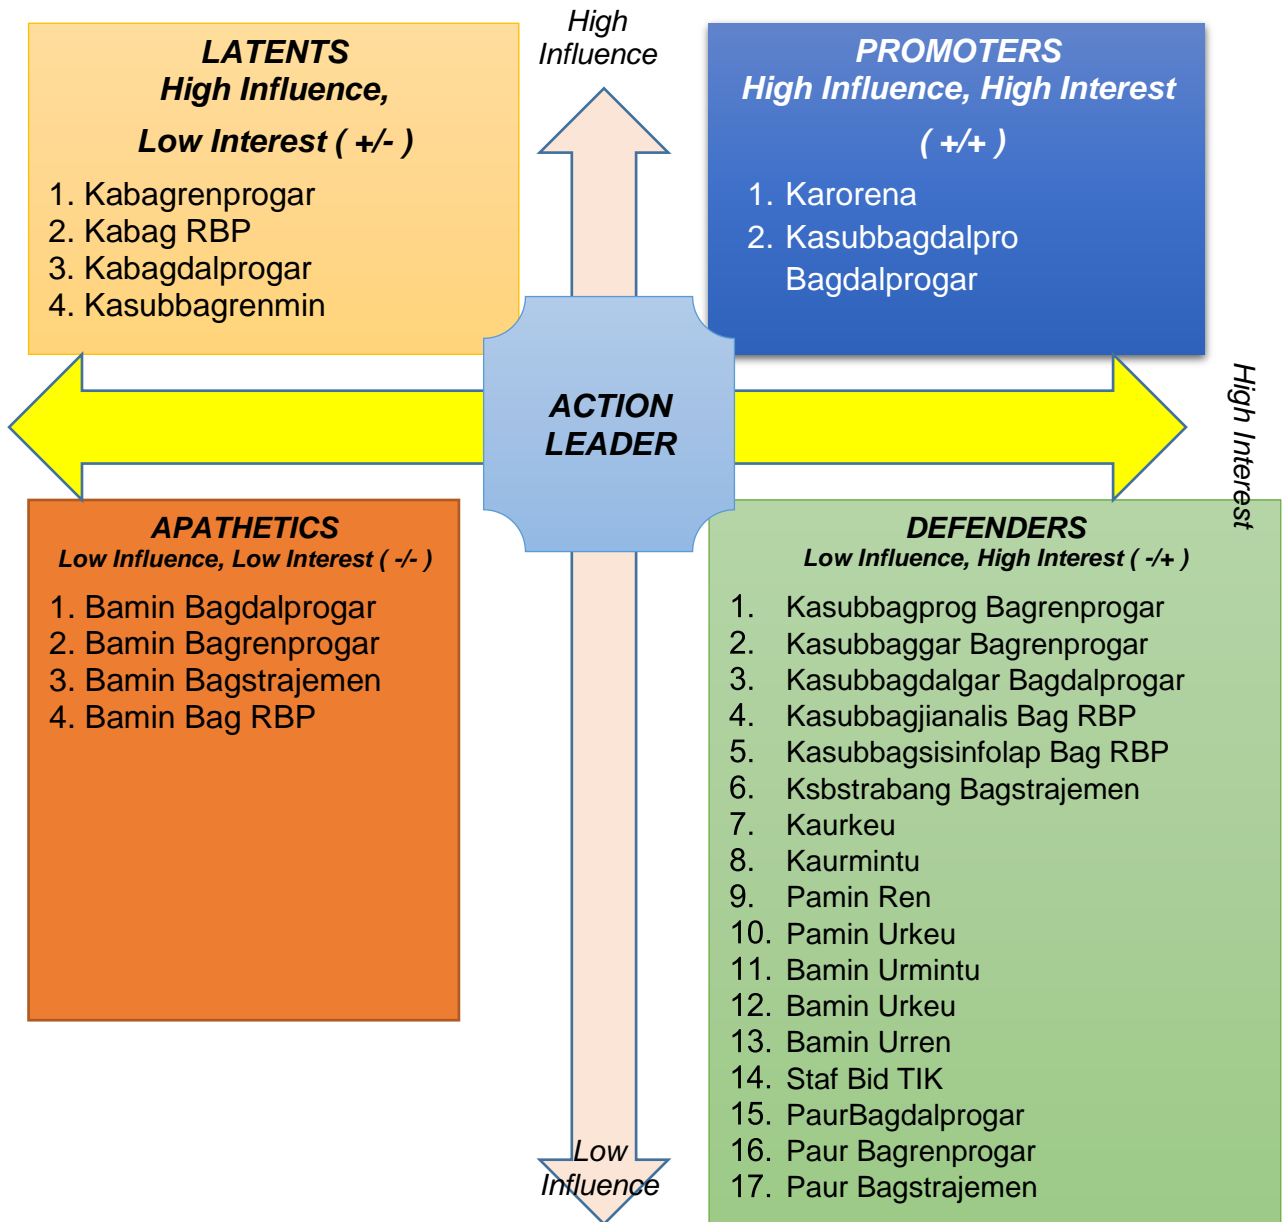 High
Influence
LATENTS
High Influence,
Low Interest ( +/- )
1. Kabagrenprogar
2. Kabag RBP
3. Kabagdalprogar
4. Kasubbagrenmin
PROMOTERS
High Influence, High Interest
( +/+ )
1. Karorena
2. Kasubbagdalpro
Bagdalprogar
ACTION
LEADER
High Interest
APATHETICS
Low Influence, Low Interest ( -/- )
1. Bamin Bagdalprogar
2. Bamin Bagrenprogar
3. Bamin Bagstrajemen
4. Bamin Bag RBP
DEFENDERS
Low Influence, High Interest ( -/+ )
1. Kasubbagprog Bagrenprogar
2. Kasubbaggar Bagrenprogar
3. Kasubbagdalgar Bagdalprogar
4. Kasubbagjianalis Bag RBP
5. Kasubbagsisinfolap Bag RBP
6. Ksbstrabang Bagstrajemen
7. Kaurkeu
8. Kaurmintu
9. Pamin Ren
10. Pamin Urkeu
11. Bamin Urmintu
12. Bamin Urkeu
13. Bamin Urren
14. Staf Bid TIK
15. PaurBagdalprogar
16. Paur Bagrenprogar
17. Paur Bagstrajemen
Low
Influence